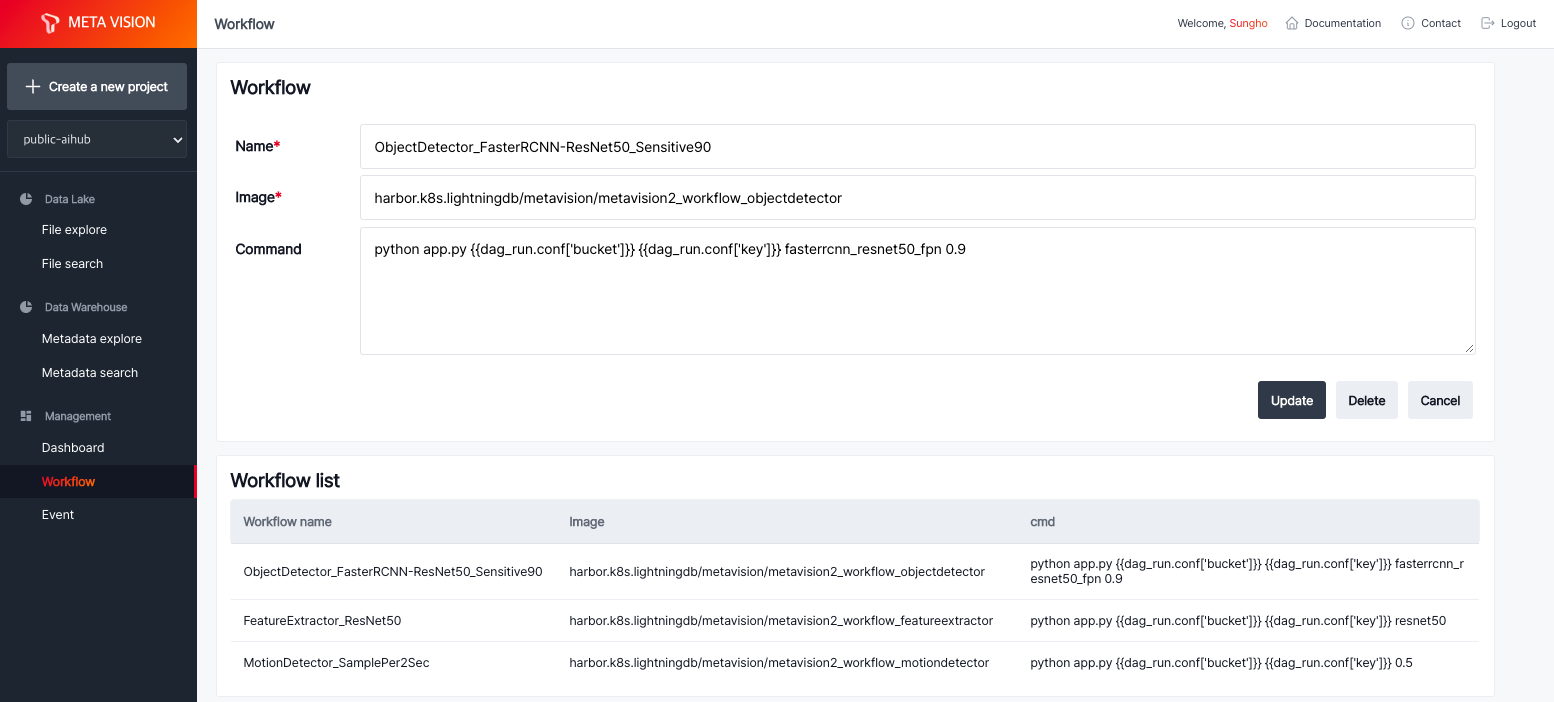 META VISION
Workflow
Welcome, Sungho
Documentation
Contact
Logout
Create a new project
public-aihub
Data Lake
File explore
File search
Data Warehouse
Metadata explore
Metadata search
Management
Dashboard
Workflow
Event
Workflow
Name*
ObjectDetector_FasterRCNN-ResNet50_Sensitive90
Image*
harbor.k8s.lightningdb/metavision/metavision2_workflow_objectdetector
Command
python app.py {{dag_run.conf['bucket']}} {{dag_run.conf['key']}} fasterrcnn_resnet50_fpn 0.9
Update
Delete
Cancel
Workflow list
Workflow name
Image
cmd
ObjectDetector_FasterRCNN-ResNet50_Sensitive90
harbor.k8s.lightningdb/metavision/metavision2_workflow_objectdetector
python app.py {{dag_run.conf['bucket']}} {{dag_run.conf['key']}} fasterrcnn_r
esnet50_fpn 0.9
FeatureExtractor_ResNet50
harbor.k8s.lightningdb/metavision/metavision2_workflow_featureextractor
python app.py {{dag_run.conf['bucket']}} {{dag_run.conf['key']}} resnet50
MotionDetector_SamplePer2Sec
harbor.k8s.lightningdb/metavision/metavision2_workflow_motiondetector
python app.py {{dag_run.conf['bucket']}} {{dag_run.conf['key']}} 0.5